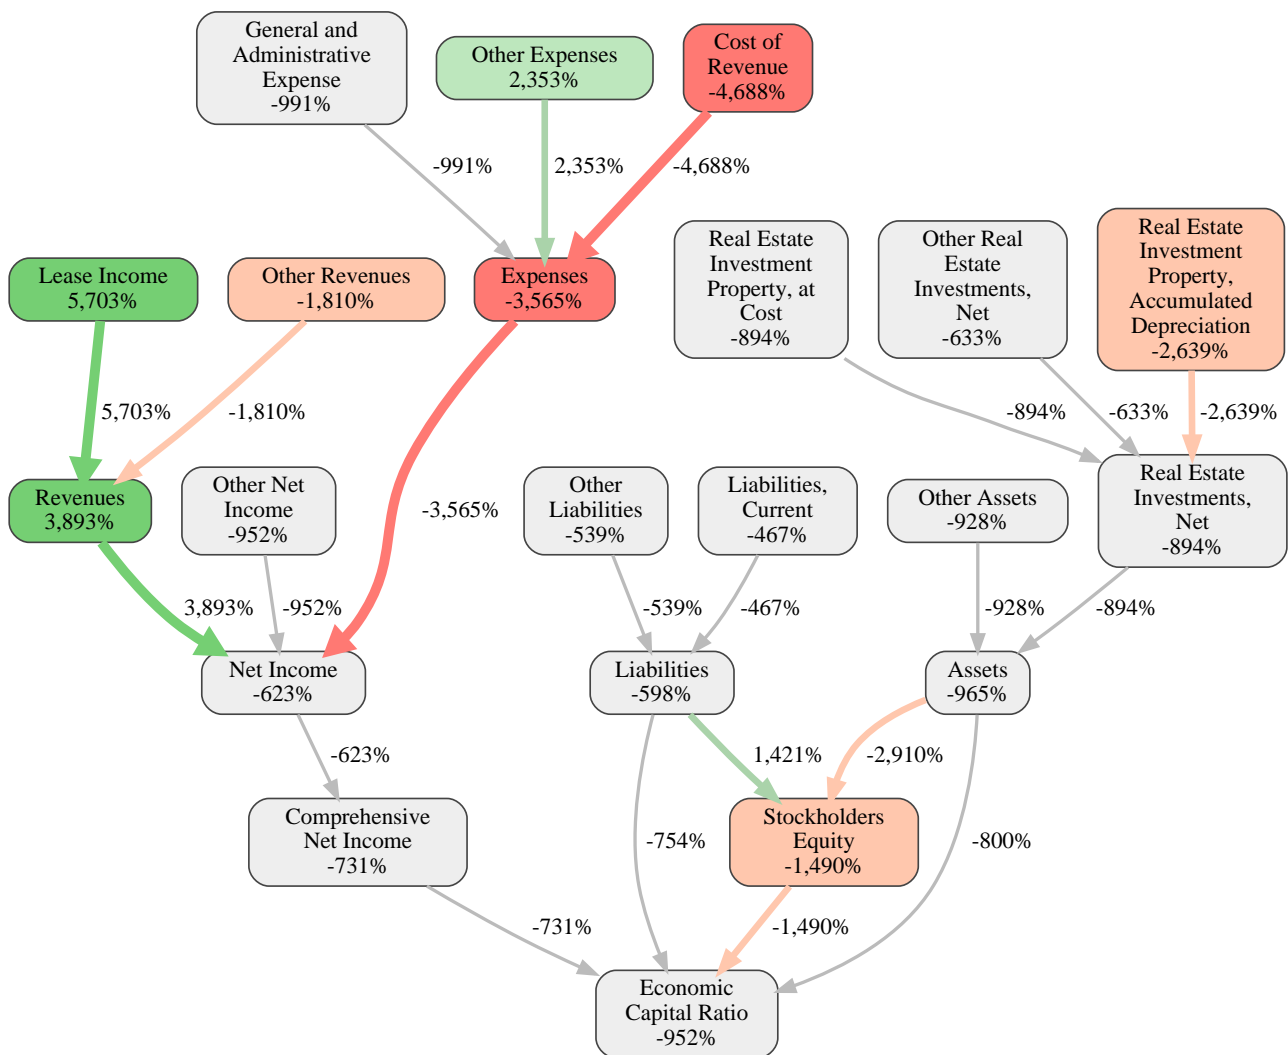 General and
Administrative
Expense
-991%
Other Expenses
2,353%
Cost of
Revenue
-4,688%
-991%
2,353%
-4,688%
Lease Income
5,703%
Other Revenues
-1,810%
Expenses
-3,565%
Real Estate
Investment
Property, at
Cost
-894%
Other Real
Estate
Investments,
Net
-633%
Real Estate
Investment
Property,
Accumulated
Depreciation
-2,639%
5,703%
-1,810%
-894%
-633%
-2,639%
Revenues
3,893%
Other Net
Income
-952%
-3,565%
Other
Liabilities
-539%
Liabilities,
Current
-467%
Other Assets
-928%
Real Estate
Investments,
Net
-894%
3,893%
-952%
-539%
-467%
-928%
-894%
Net Income
-623%
Liabilities
-598%
Assets
-965%
-623%
1,421%
-2,910%
Comprehensive
Net Income
-731%
-754%
Stockholders
Equity
-1,490%
-800%
-731%
-1,490%
Economic
Capital Ratio
-952%